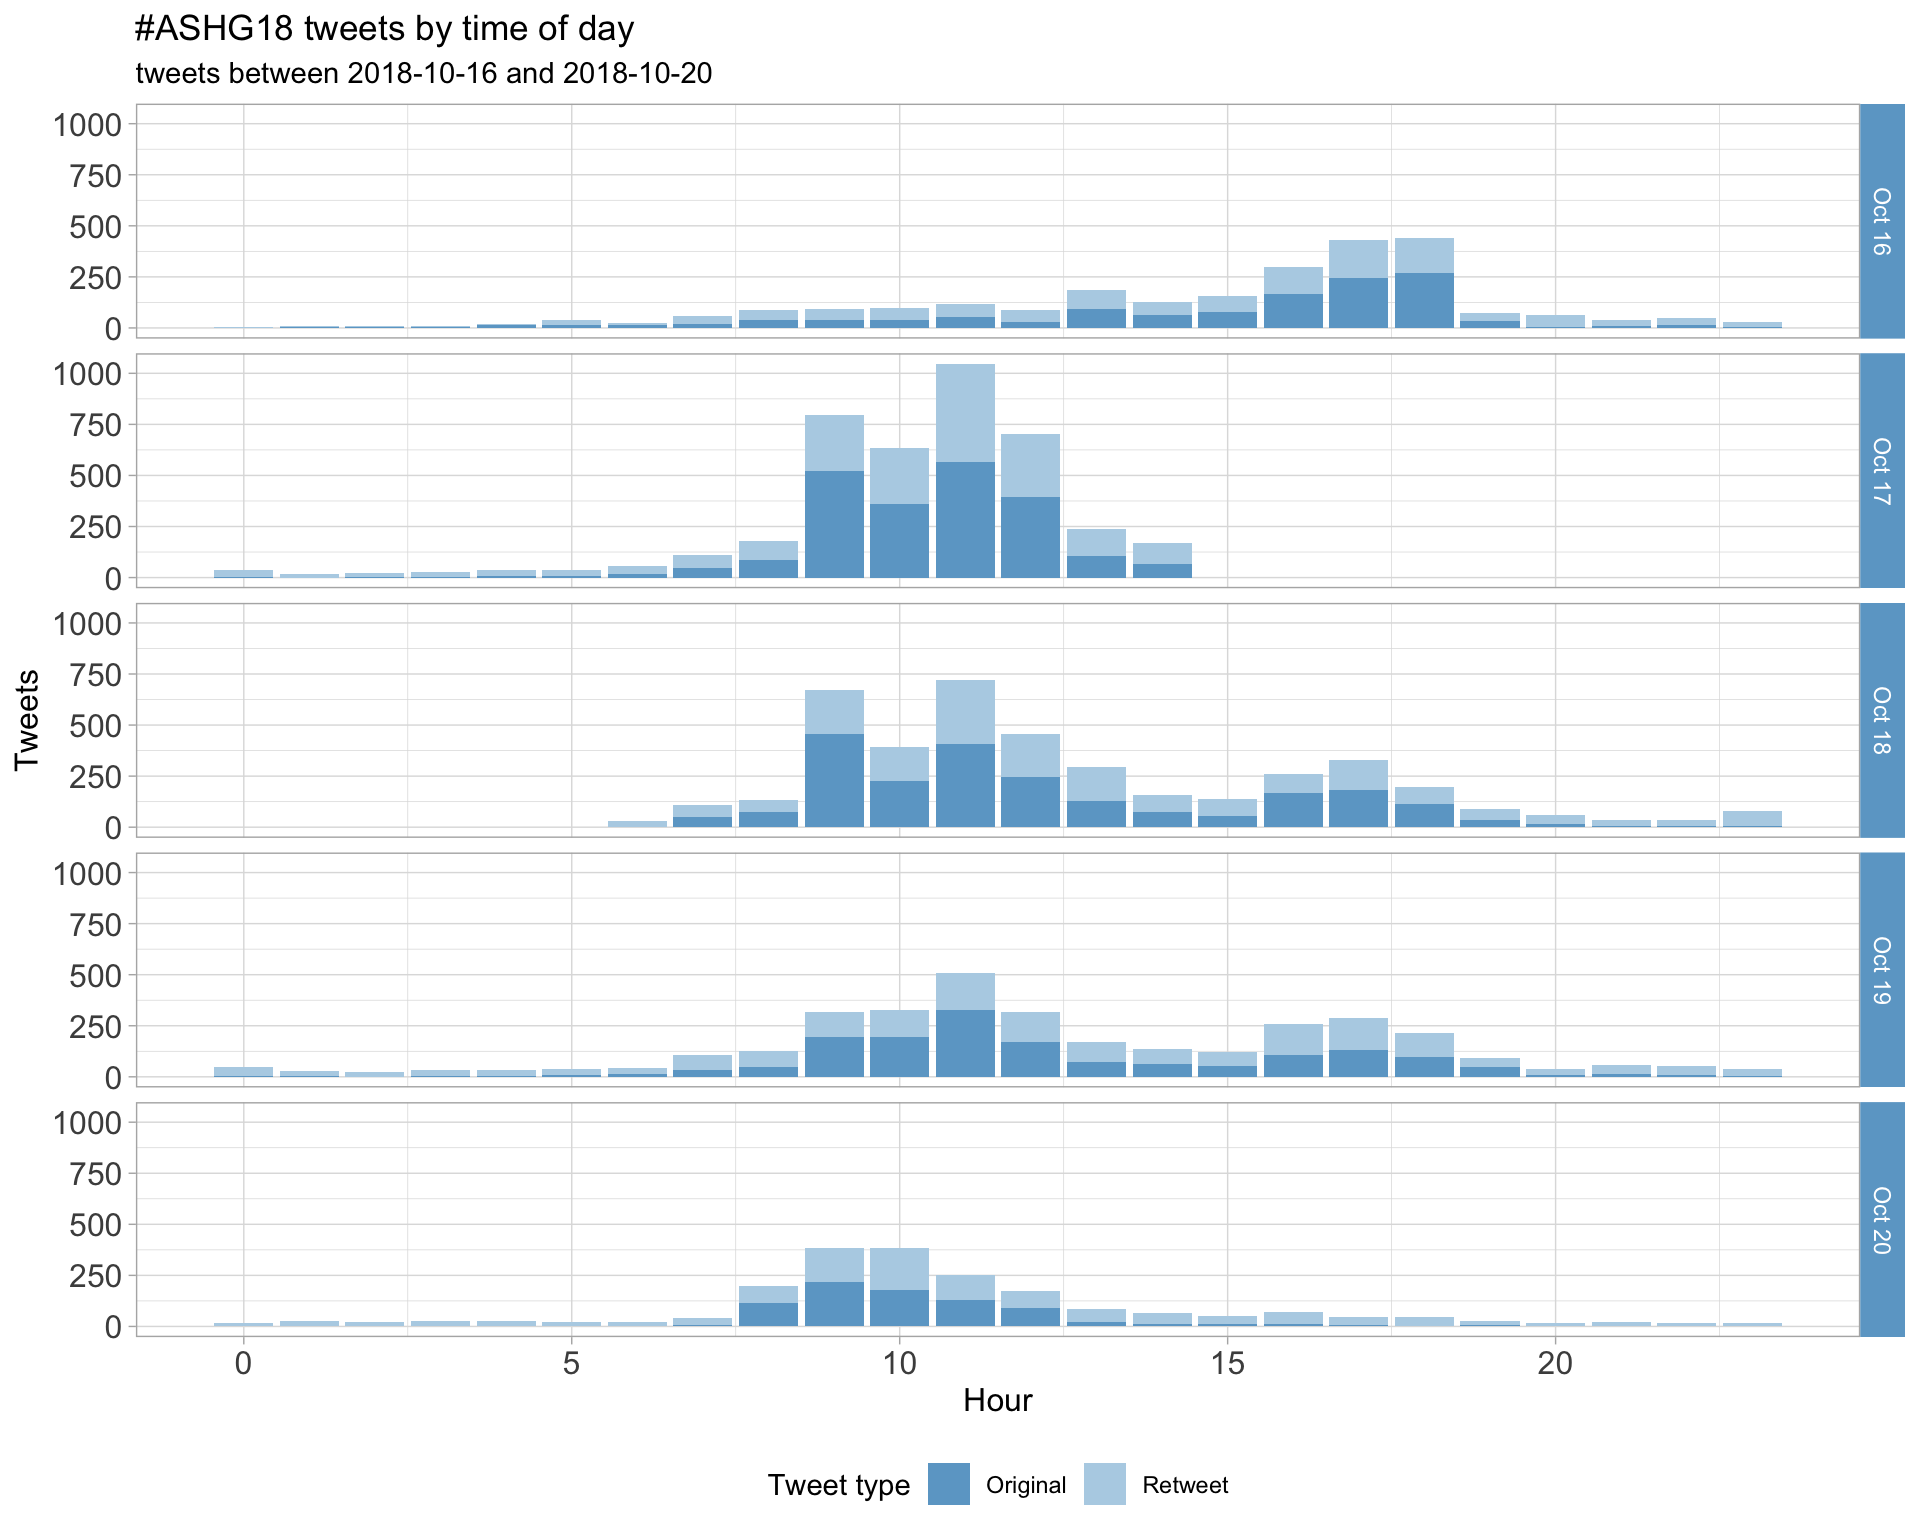 #ASHG18 tweets by time of day
tweets between 2018-10-16 and 2018-10-20
Tweets
1000
750
500
250
0
Oct 16
1000
750
500
250
0
Oct 17
1000
750
500
250
0
Oct 18
1000
750
500
250
0
Oct 19
1000
750
500
250
0
Oct 20
0 5 10 15 20
Hour
Tweet type Original Retweet